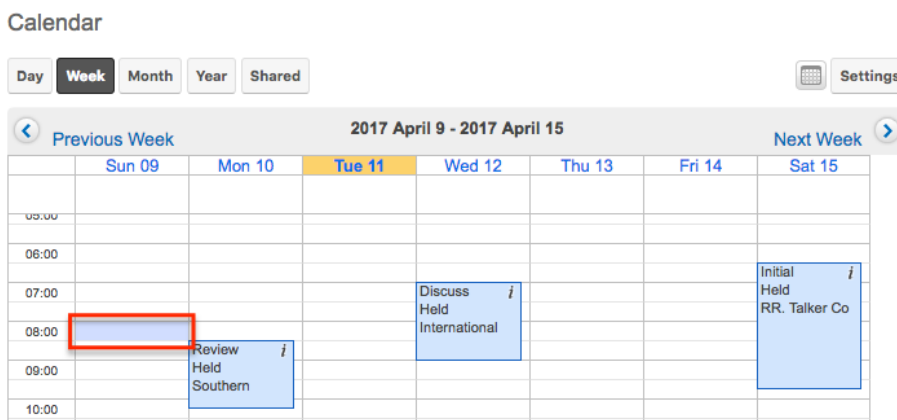 Calendar
Day Week Month Year Shared Settings
Previous Week 2017 April 9 - 2017 April 15 Next Week
Sun 09 Mon 10 Tue 11 Wed 12 Thu 13 Fri 14 Sat 15
05:00
06:00
Initial i
07:00 Discuss i Held
Held RR. Talker Co
08:00 International
Review i
09:00 Held
Southern
10:00